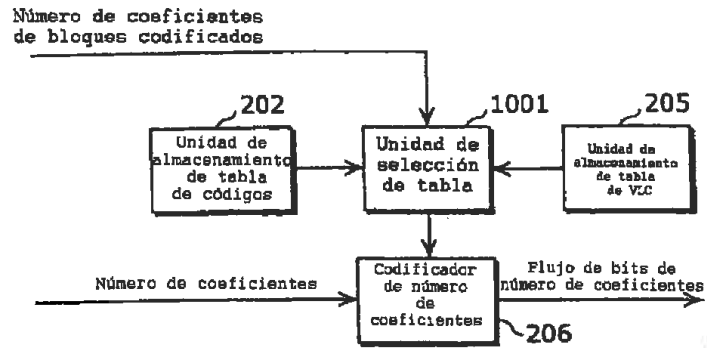 Número de coeficientes
de bloques codificados
202
1001
205
Unidad de
almacenamiento
de tabla
de códigos
Unidad de
selección
de tabla
Unidad de
almacenamiento
de tabla
de VLC
Número de coeficientes
Codificador
de número
de
coeficientes
Flujo de bits de
número de coeficientes
206